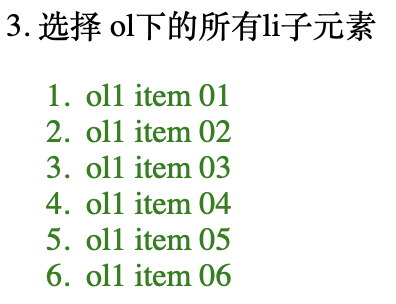 3. 选择 ol下的所有li子元素
1. ol1 item 01
2. ol1 item 02
3. ol1 item 03
4. ol1 item 04
5. ol1 item 05
6. ol1 item 06